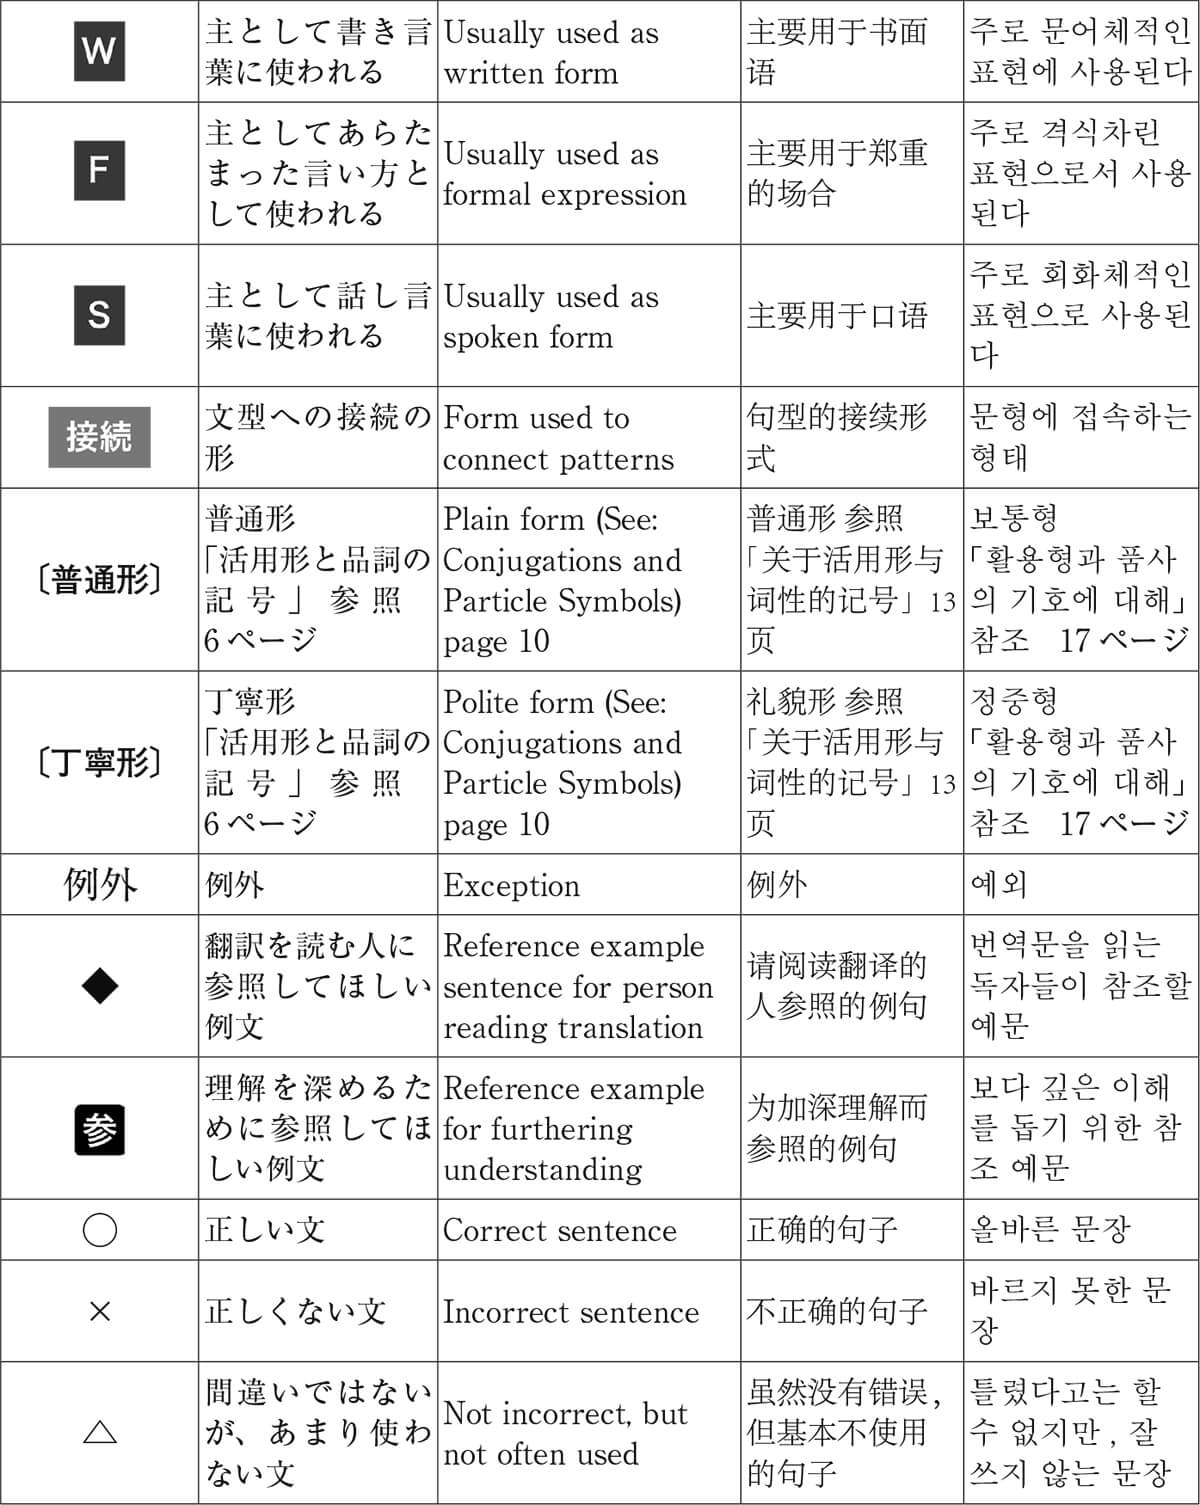 W
主として書き言
葉に使われる
Usually used as
written form
主要用于书面
语
주로 문어체적인
표현에 사용된다
F
主としてあらた
まった言い方と
して使われる
Usually used as
formal expression
主要用于郑重
的场合
주로 격식차린
표현으로서 사용
된다
S
主として話し言
葉に使われる
Usually used as
spoken form
主要用于口语
주로 회화체적인
표현으로 사용된
다
接続
文型への接続の
形
Form used to
connect patterns
句型的接续形
式
문형에 접속하는
형태
〔普通形〕
普通形
「活用形と品詞の
記号」参照
6ページ
Plain form (See:
Conjugations and
Particle Symbols)
page 10
普通形 参照
「关于活用形与
词性的记号」13
页
보통형
「활용형과 품사
의 기호에 대해」
참조　17ページ
〔丁寧形〕
丁寧形
「活用形と品詞の
記号」参照
6ページ
Polite form (See:
Conjugations and
Particle Symbols)
page 10
礼貌形 参照
「关于活用形与
词性的记号」13
页
정중형
「활용형과 품사
의 기호에 대해」
참조　17ページ
例外
例外
Exception
例外
예외
◆
翻訳を読む人に
参照してほしい
例文
Reference example
sentence for person
reading translation
请阅读翻译的
人参照的例句
번역문을 읽는
독자들이 참조할
예문
参
理解を深めるた
めに参照してほ
しい例文
Reference example
for furthering
understanding
为加深理解而
参照的例句
보다 깊은 이해
를 돕기 위한 참
조 예문
○
正しい文
Correct sentence
正确的句子
올바른 문장
×
正しくない文
Incorrect sentence
不正确的句子
바르지 못한 문
장
△
間違いではない
が、あまり使わ
ない文
Not incorrect, but
not often used
虽然没有错误，
但基本不使用
的句子
틀렸다고는 할
수 없지만, 잘
쓰지 않는 문장